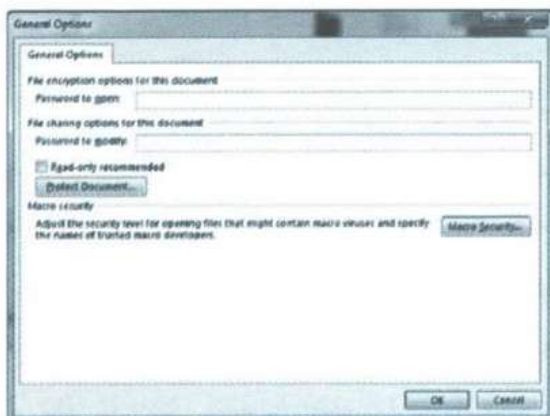 General Options
General Options
File encryption options for this document
Password to open:
File sharing options for this document
Password to modify:
Read-only recommended
Protect Document...
Macro security
Adjust the security level for opening files that might contain macro viruses and specify
the names of trusted macro developers.
Macro Security...
OK
Cancel